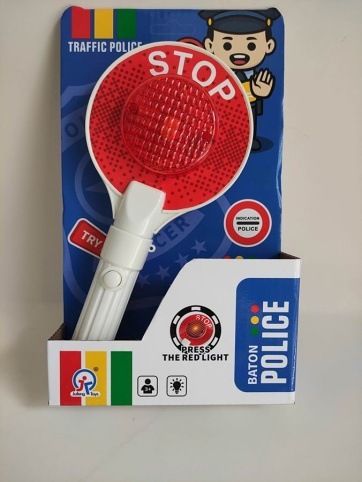 TRAFFIC POLICE
STOP
INDICATION
POLICE
TRY
STOP
PRESS
THE RED LIGHT
BATON
POLICE